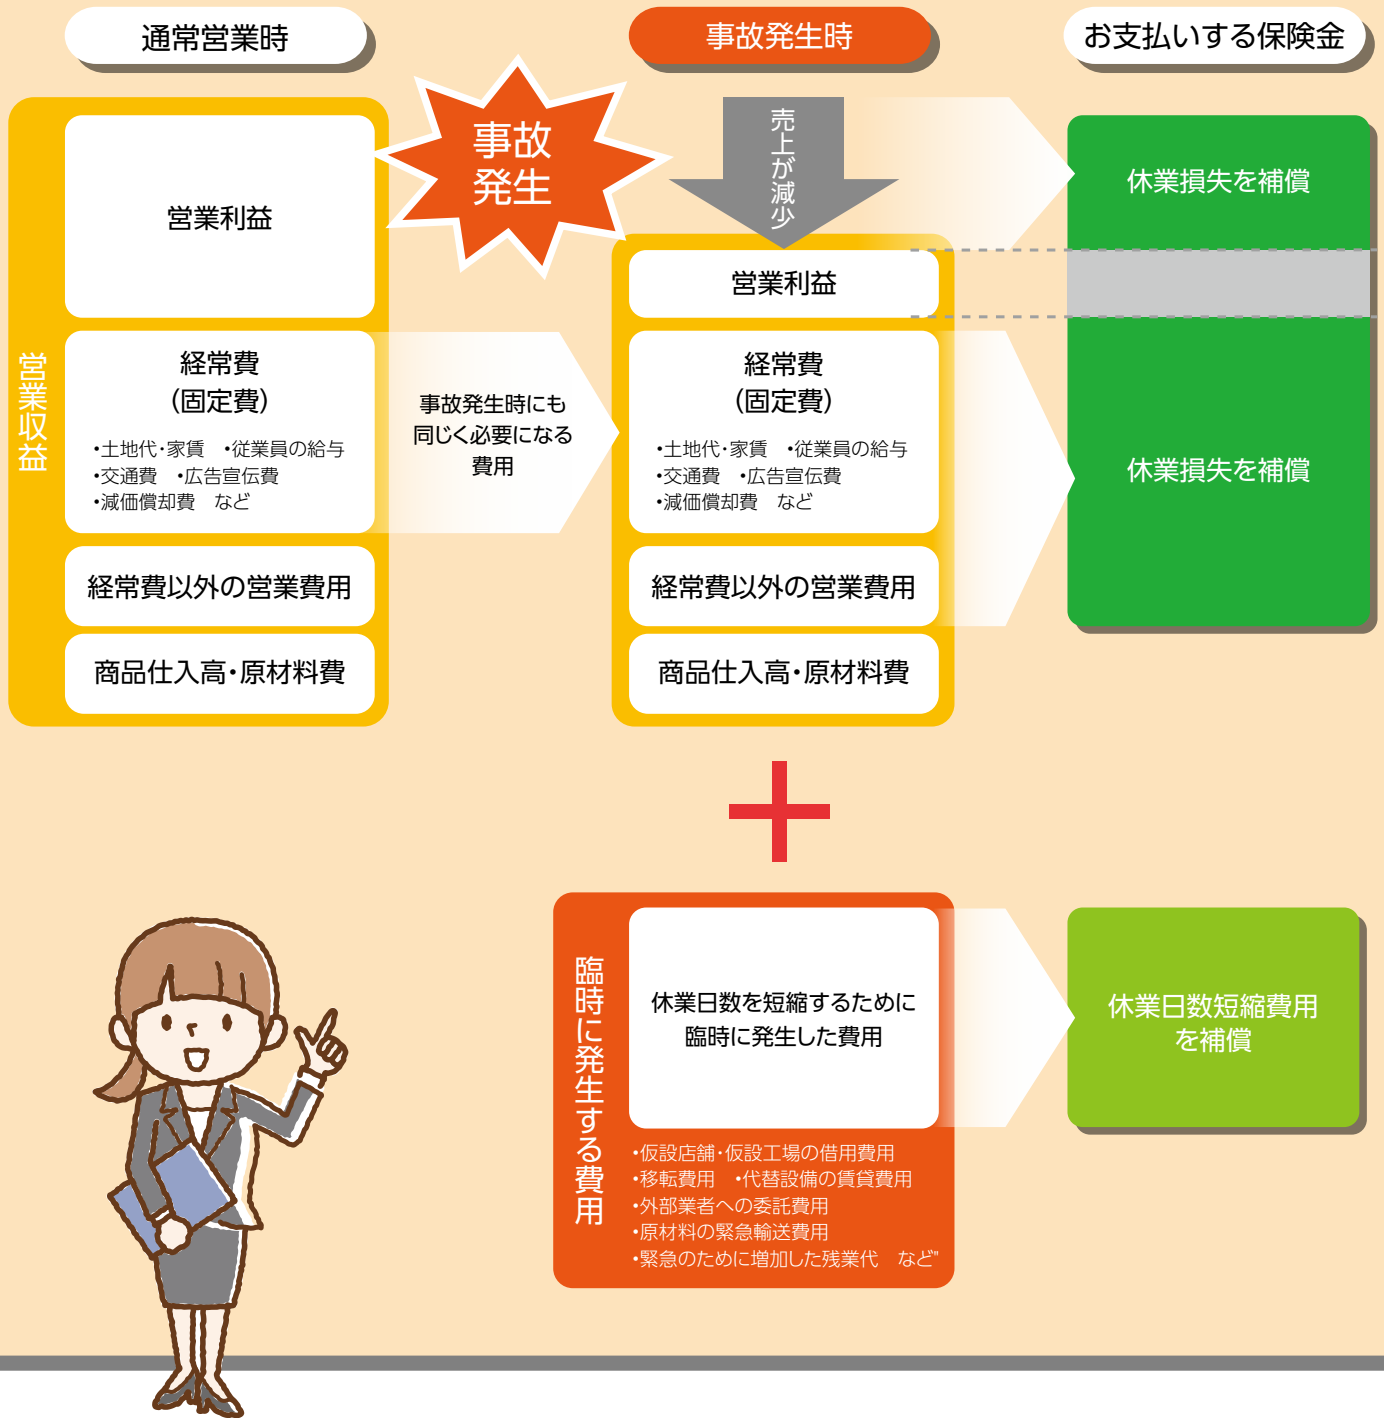 通常営業時
事故発生時
お支払いする保険金
営業収益
営業利益
経常費
(固定費)
・土地代・家賃　・従業員の給与
・交通費　・広告宣伝費
・減価償却費　など
経常費以外の営業費用
商品仕入高・原材料費
事故
発生
事故発生時にも
同じく必要になる
費用
売上が減少
営業利益
経常費
(固定費)
・土地代・家賃　・従業員の給与
・交通費　・広告宣伝費
・減価償却費　など
経常費以外の営業費用
商品仕入高・原材料費
休業損失を補償
休業損失を補償
臨時に発生する費用
休業日数を短縮するために
臨時に発生した費用
・仮設店舗・仮設工場の借用費用
・移転費用　・代替設備の賃貸費用
・外部業者への委託費用
・原材料の緊急輸送費用
・緊急のために増加した残業代　など"
休業日数短縮費用
を補償